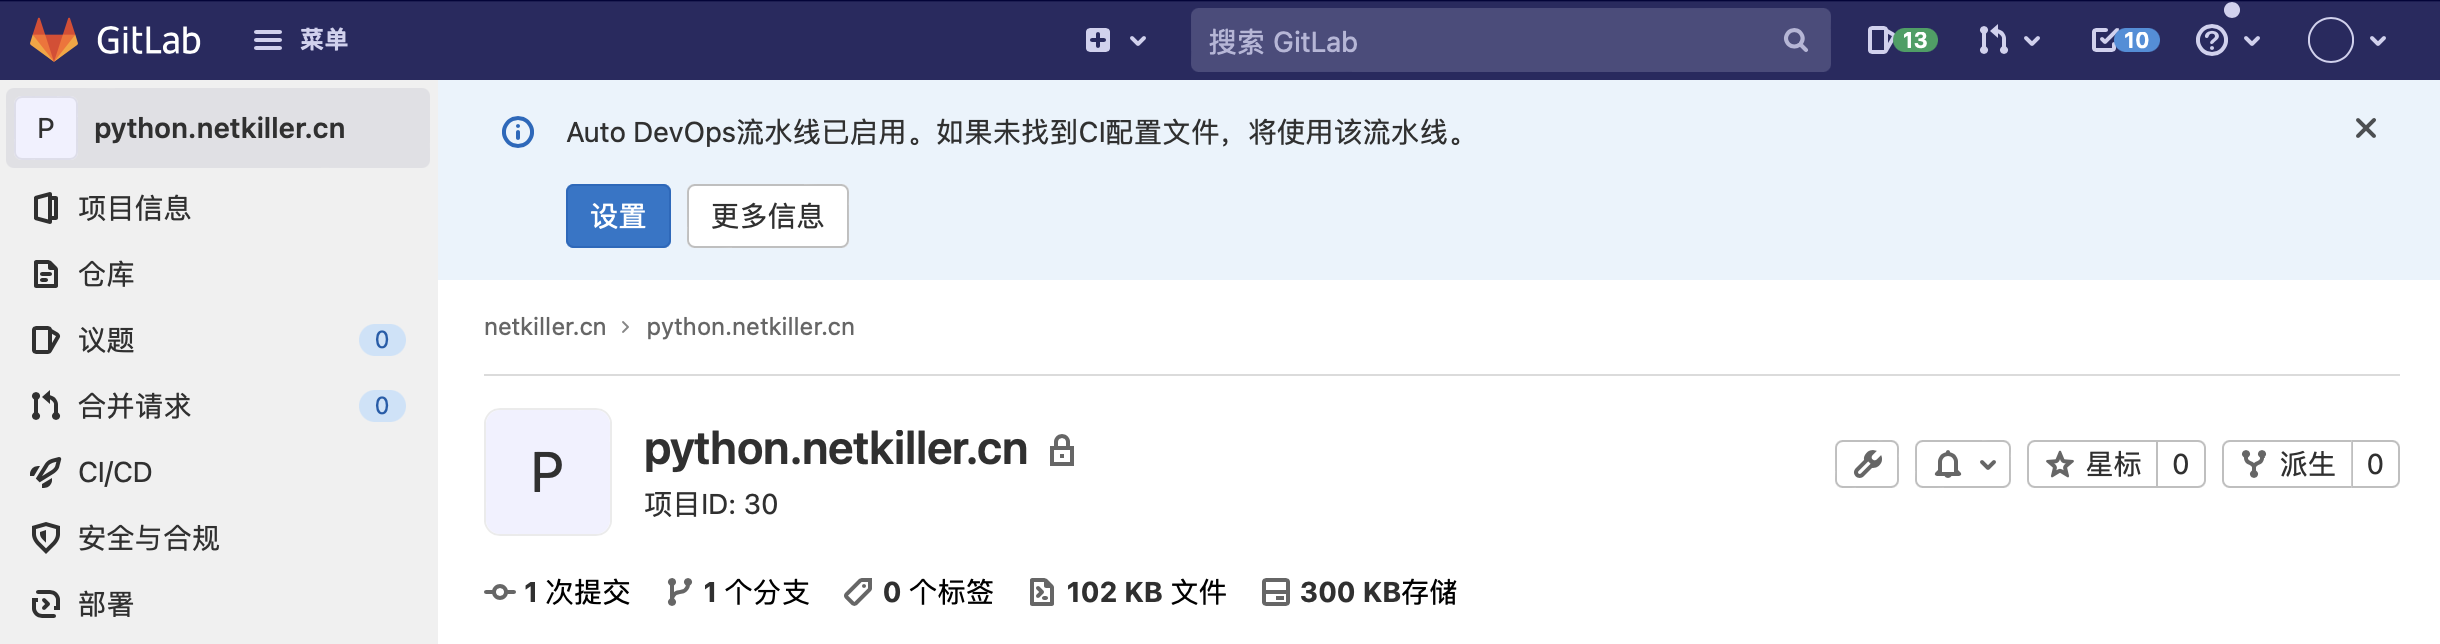 GitLab 菜单 搜索 GitLab 13 10
P python.netkiller.cn
项目信息
仓库
议题 0
合并请求 0
CI/CD
安全与合规
部署
Auto DevOps流水线已启用。如果未找到CI配置文件，将使用该流水线。
设置 更多信息
netkiller.cn › python.netkiller.cn
P
python.netkiller.cn
项目ID: 30
星标 0 派生 0
1 次提交 1 个分支 0 个标签 102 KB 文件 300 KB存储